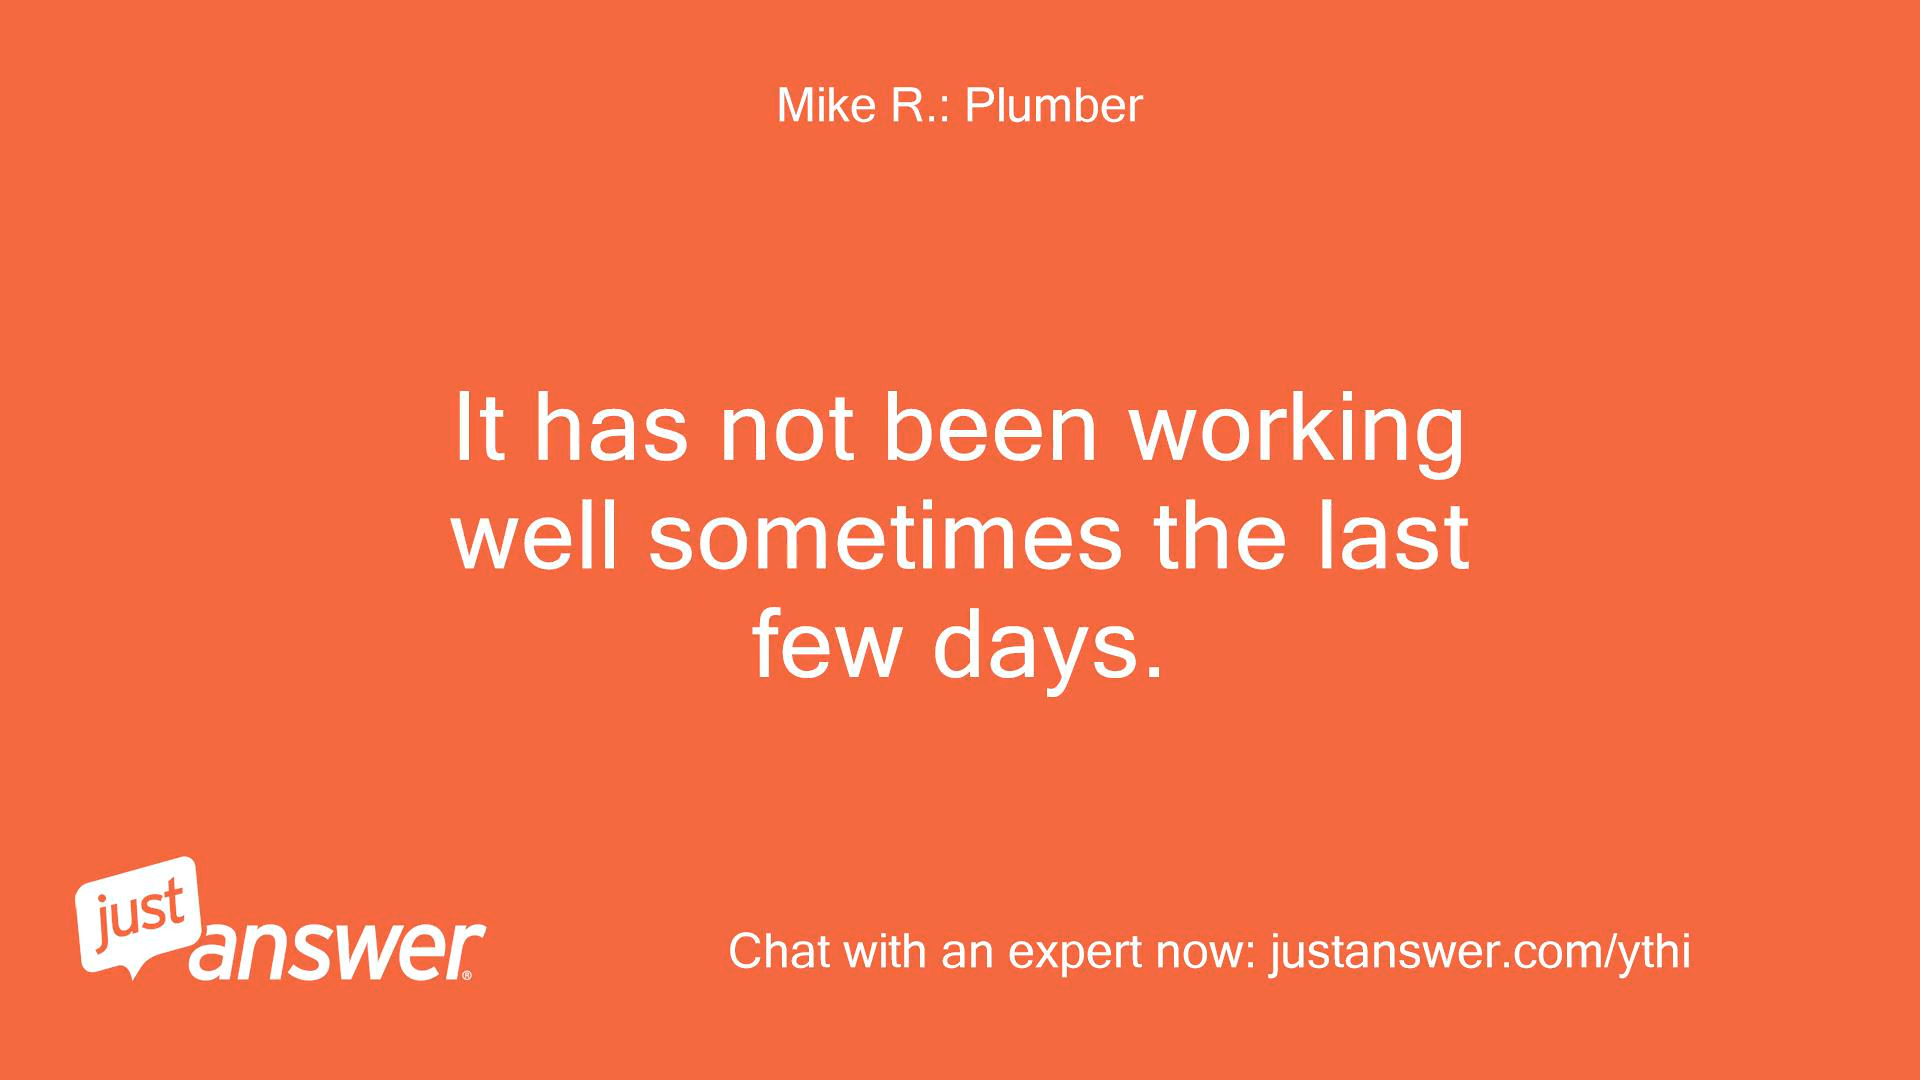 Mike R.: Plumber
It has not been working
well sometimes the last
few days.
just
answer®
Chat with an expert now: justanswer.com/ythi